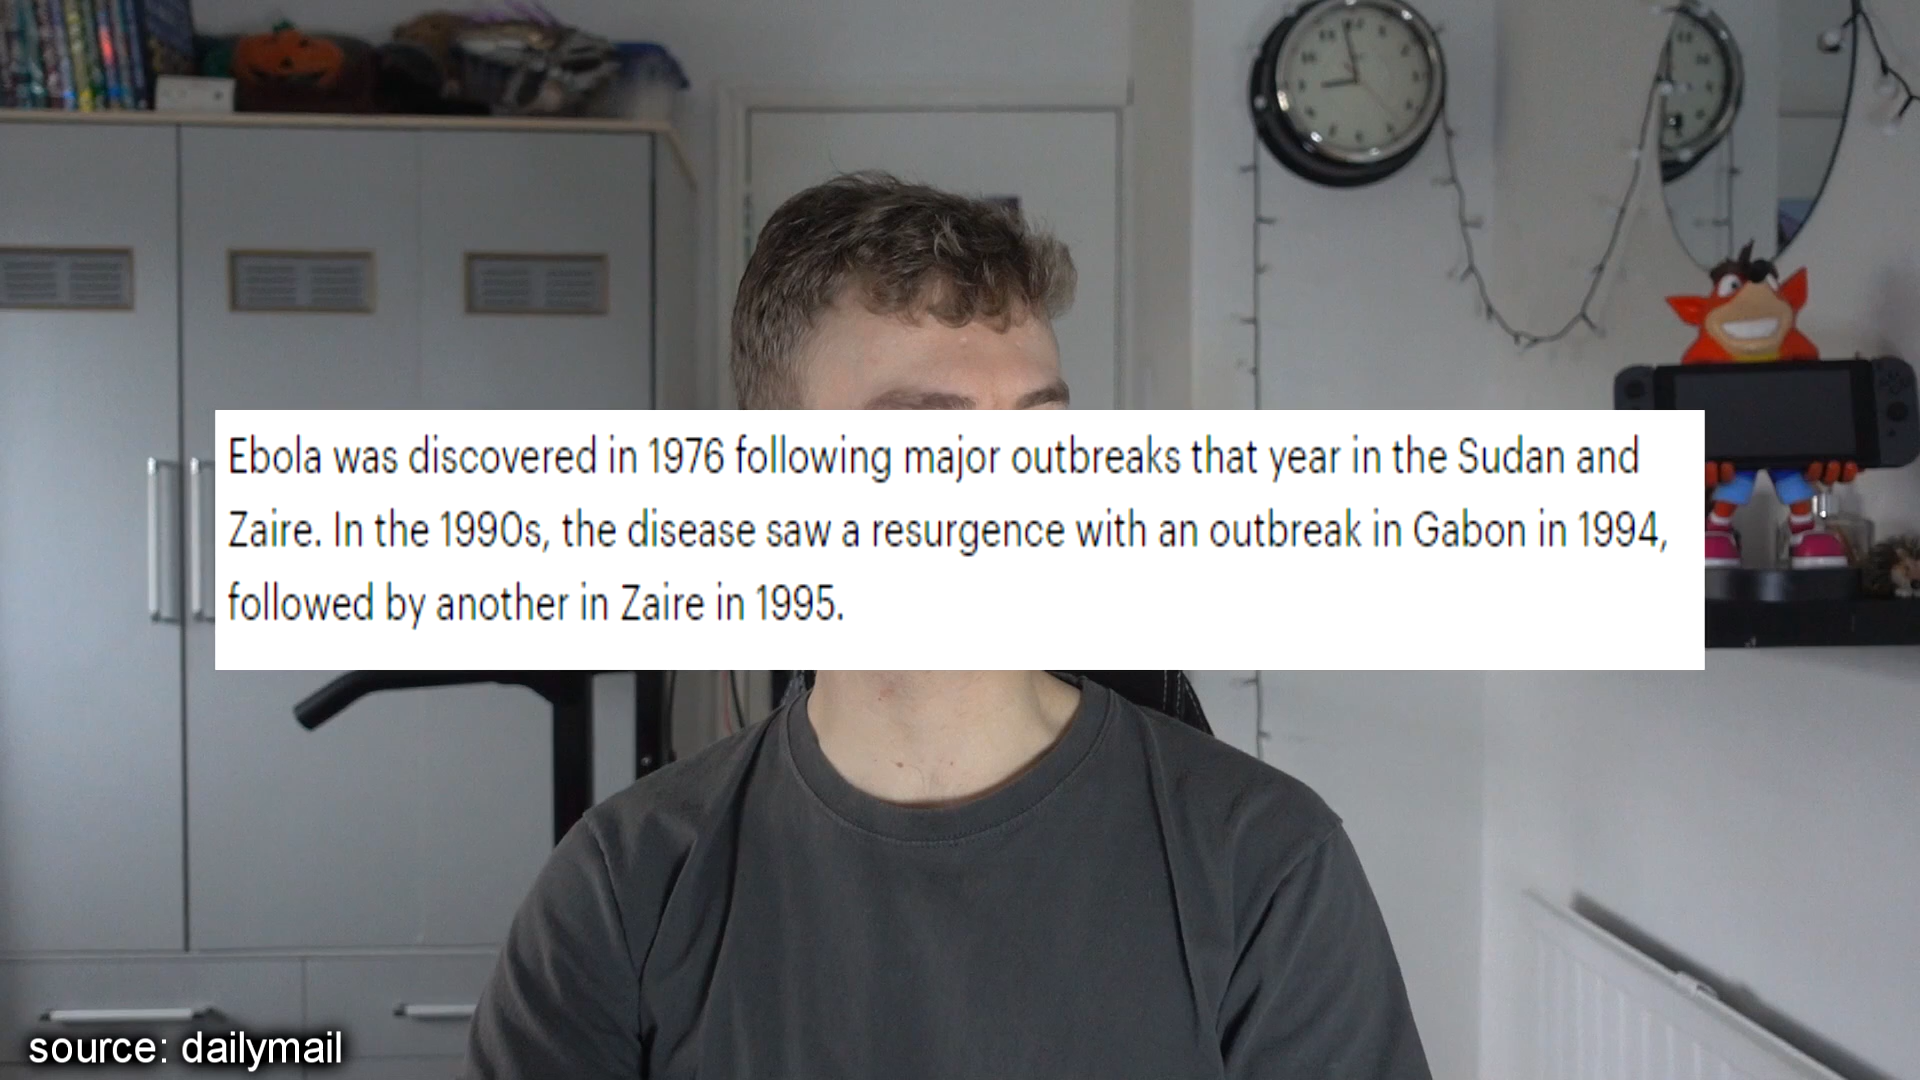 Ebola was discovered in 1976 following major outbreaks that year in the Sudan and
Zaire. In the 1990s, the disease saw a resurgence with an outbreak in Gabon in 1994,
followed by another in Zaire in 1995.
source: dailymail